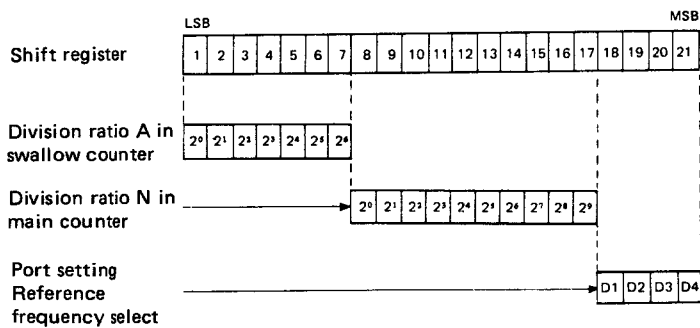 LSB MSB
Shift register 1 2 3 4 5 6 7 8 9 10 11 12 13 14 15 16 17 18 19 20 21
Division ratio A in
swallow counter
2⁰ 2¹ 2² 2³ 2⁴ 2⁵ 2⁶
Division ratio N in
main counter
2⁰ 2¹ 2² 2³ 2⁴ 2⁵ 2⁶ 2⁷ 2⁸ 2⁹
Port setting
Reference
frequency select
D1 D2 D3 D4